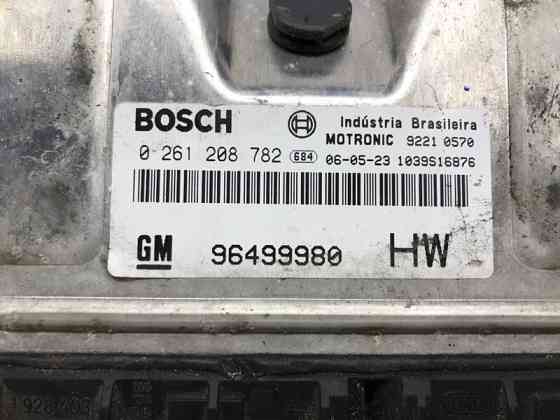 BOSCH
Indústria Brasileira
MOTRONIC 9221 0570
0 261 208 782 684 06-05-23 1039S16876
GM 96499980 HW